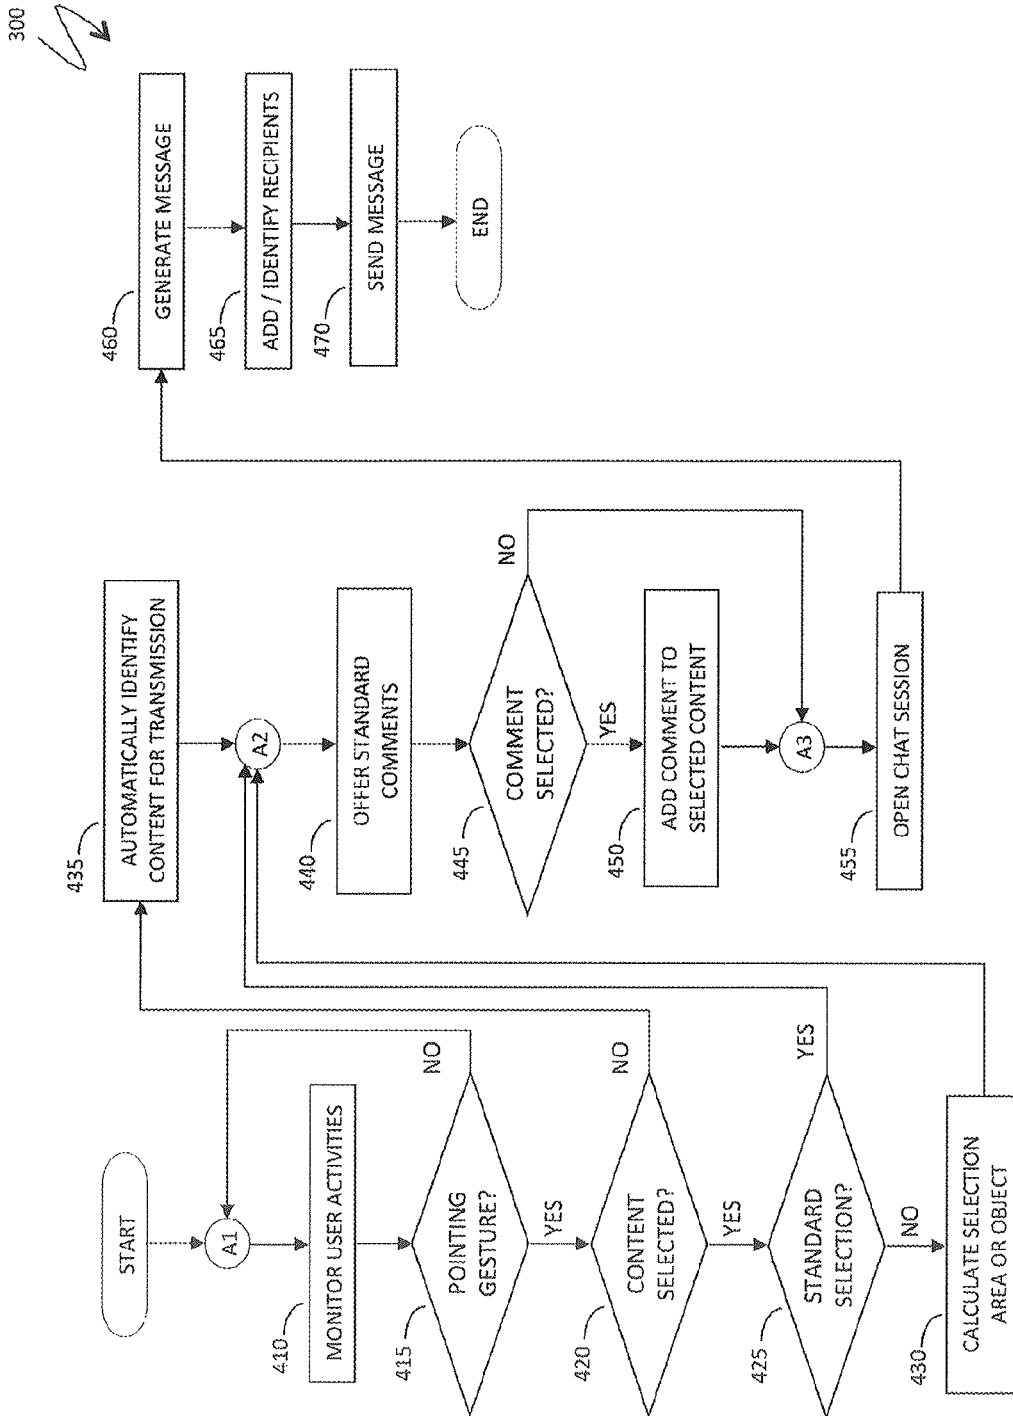 300
START
A1
410
MONITOR USER ACTIVITIES
415
POINTING
GESTURE?
NO
YES
420
CONTENT
SELECTED?
NO
YES
425
STANDARD
SELECTION?
YES
NO
430
CALCULATE SELECTION
AREA OR OBJECT
435
AUTOMATICALLY IDENTIFY
CONTENT FOR TRANSMISSION
A2
440
OFFER STANDARD
COMMENTS
445
COMMENT
SELECTED?
NO
YES
450
ADD COMMENT TO
SELECTED CONTENT
A3
455
OPEN CHAT SESSION
460
GENERATE MESSAGE
465
ADD / IDENTIFY RECIPIENTS
470
SEND MESSAGE
END